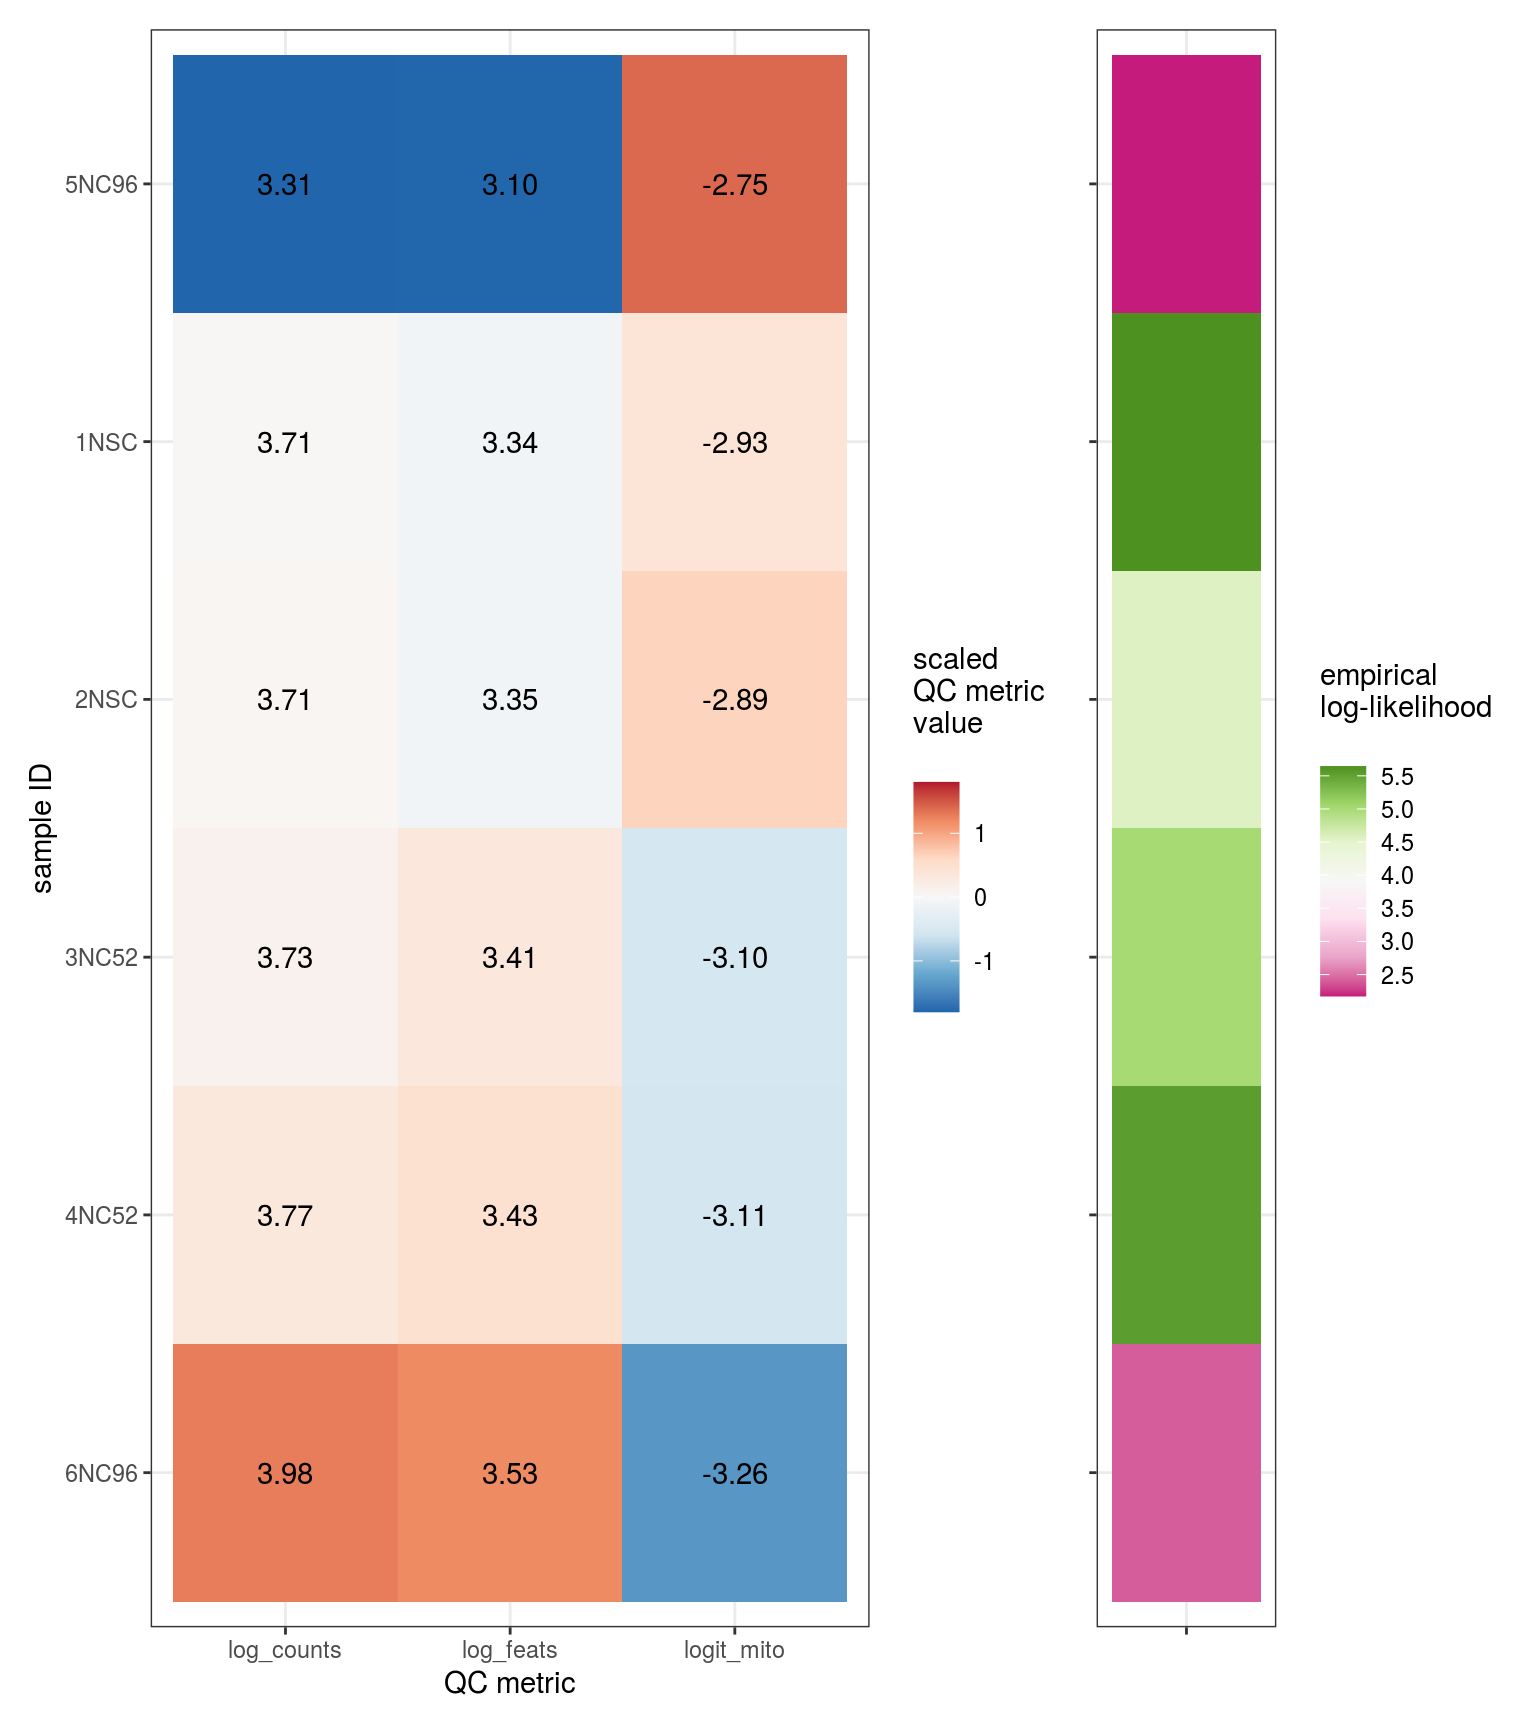 sample ID
5NC96 3.31 3.10 -2.75
1NSC 3.71 3.34 -2.93
2NSC 3.71 3.35 -2.89
3NC52 3.73 3.41 -3.10
4NC52 3.77 3.43 -3.11
6NC96 3.98 3.53 -3.26
log_counts log_feats logit_mito
QC metric
scaled
QC metric
value
1
0
-1
empirical
log-likelihood
5.5
5.0
4.5
4.0
3.5
3.0
2.5